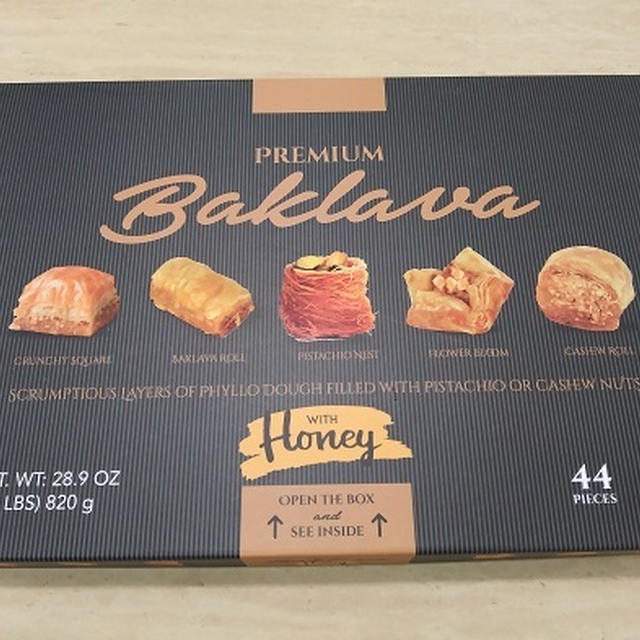 PREMIUM
Baklava
CRUNCHY SQUARE
BAKLAVA ROLL
PISTACHIO NEST
FLOWER BLOOM
CASHEW ROLL
SCRUMPTIOUS LAYERS OF PHYLLO DOUGH FILLED WITH PISTACHIO OR CASHEW NUTS
WITH
Honey
T. WT: 28.9 OZ
LBS) 820 g
44
PIECES
OPEN THE BOX
and
SEE INSIDE